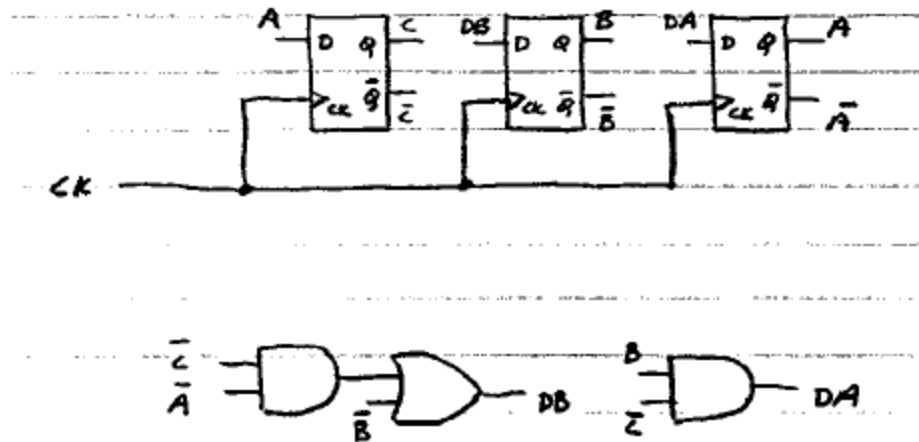 A C DB B DA A
D Q D Q D Q
CK Q̅ CK Q̅ CK Q̅
C̅ B̅ A̅
CK
C̅ B
A̅ DB DA
B̅ C̅